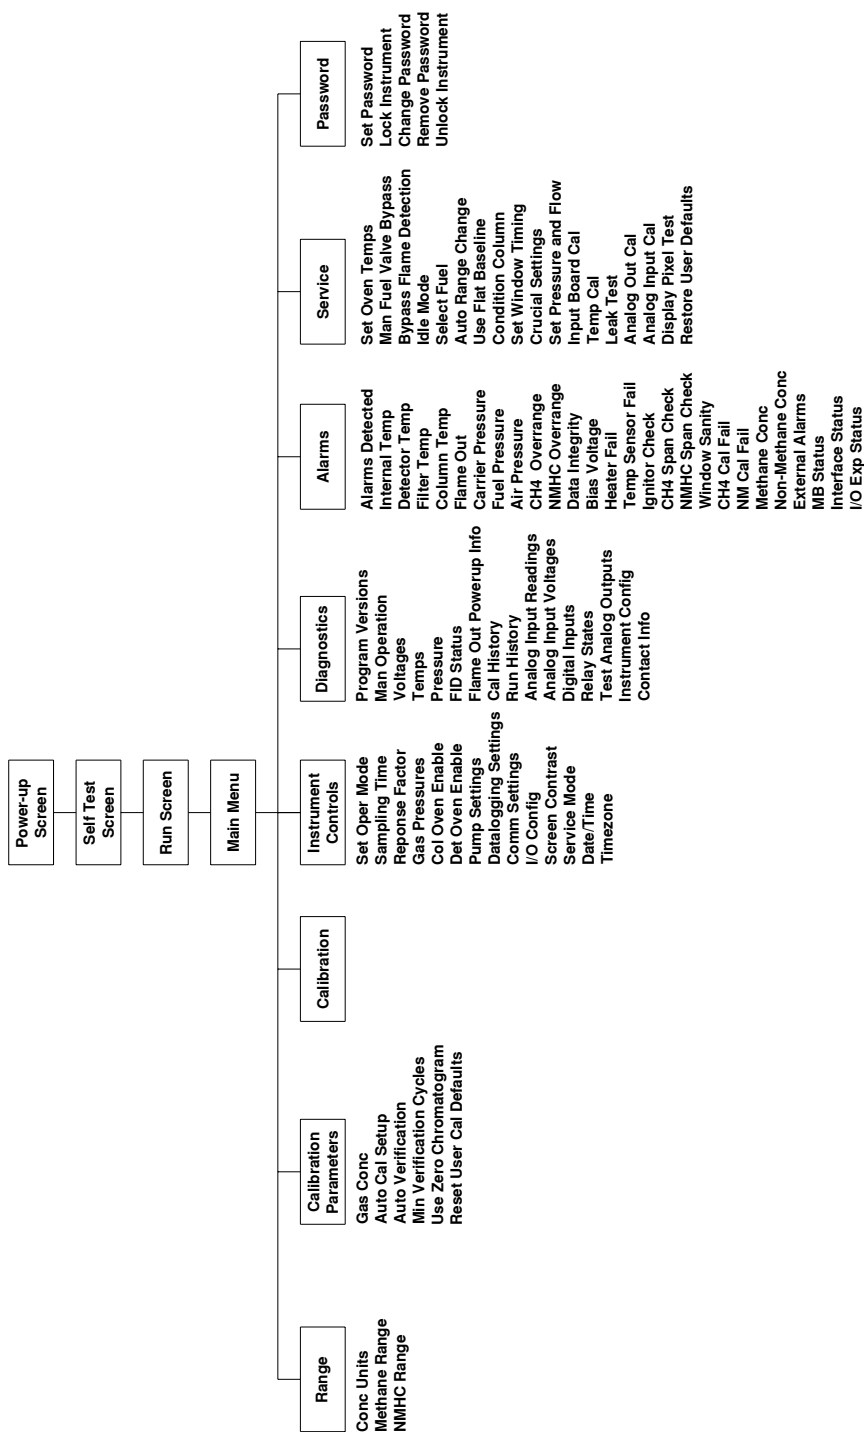 Power-up
Screen
Self Test
Screen
Run Screen
Main Menu
Range
Conc Units
Methane Range
NMHC Range
Calibration
Parameters
Gas Conc
Auto Cal Setup
Auto Verification
Min Verification Cycles
Use Zero Chromatogram
Reset User Cal Defaults
Calibration
Instrument
Controls
Set Oper Mode
Sampling Time
Reponse Factor
Gas Pressures
Col Oven Enable
Det Oven Enable
Pump Settings
Datalogging Settings
Comm Settings
I/O Config
Screen Contrast
Service Mode
Date/Time
Timezone
Diagnostics
Program Versions
Man Operation
Voltages
Temps
Pressure
FID Status
Flame Out Powerup Info
Cal History
Run History
Analog Input Readings
Analog Input Voltages
Digital Inputs
Relay States
Test Analog Outputs
Instrument Config
Contact Info
Alarms
Alarms Detected
Internal Temp
Detector Temp
Filter Temp
Column Temp
Flame Out
Carrier Pressure
Fuel Pressure
Air Pressure
CH4 Overrange
NMHC Overrange
Data Integrity
Bias Voltage
Heater Fail
Temp Sensor Fail
Ignitor Check
CH4 Span Check
NMHC Span Check
Window Sanity
CH4 Cal Fail
NM Cal Fail
Methane Conc
Non-Methane Conc
External Alarms
MB Status
Interface Status
I/O Exp Status
Service
Set Oven Temps
Man Fuel Valve Bypass
Bypass Flame Detection
Idle Mode
Select Fuel
Auto Range Change
Use Flat Baseline
Condition Column
Set Window Timing
Crucial Settings
Set Pressure and Flow
Input Board Cal
Temp Cal
Leak Test
Analog Out Cal
Analog Input Cal
Display Pixel Test
Restore User Defaults
Password
Set Password
Lock Instrument
Change Password
Remove Password
Unlock Instrument